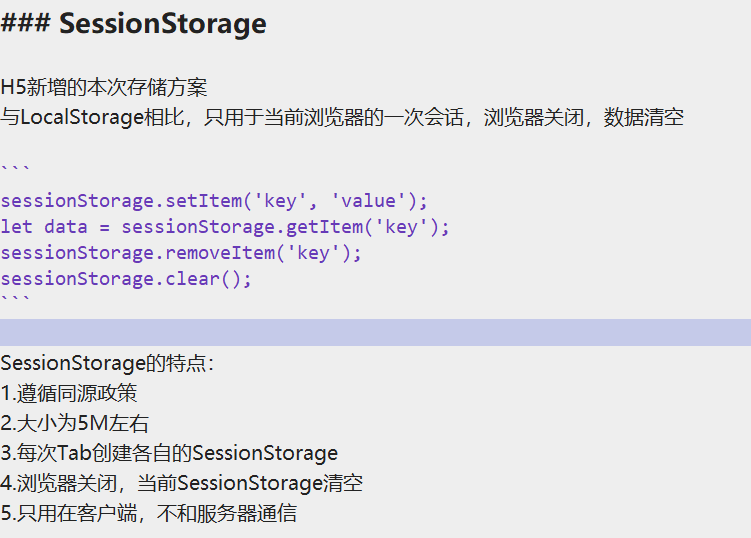 ### SessionStorage
H5新增的本次存储方案
与LocalStorage相比，只用于当前浏览器的一次会话，浏览器关闭，数据清空
```
sessionStorage.setItem('key', 'value');
let data = sessionStorage.getItem('key');
sessionStorage.removeItem('key');
sessionStorage.clear();
```
SessionStorage的特点：
1.遵循同源政策
2.大小为5M左右
3.每次Tab创建各自的SessionStorage
4.浏览器关闭，当前SessionStorage清空
5.只用在客户端，不和服务器通信